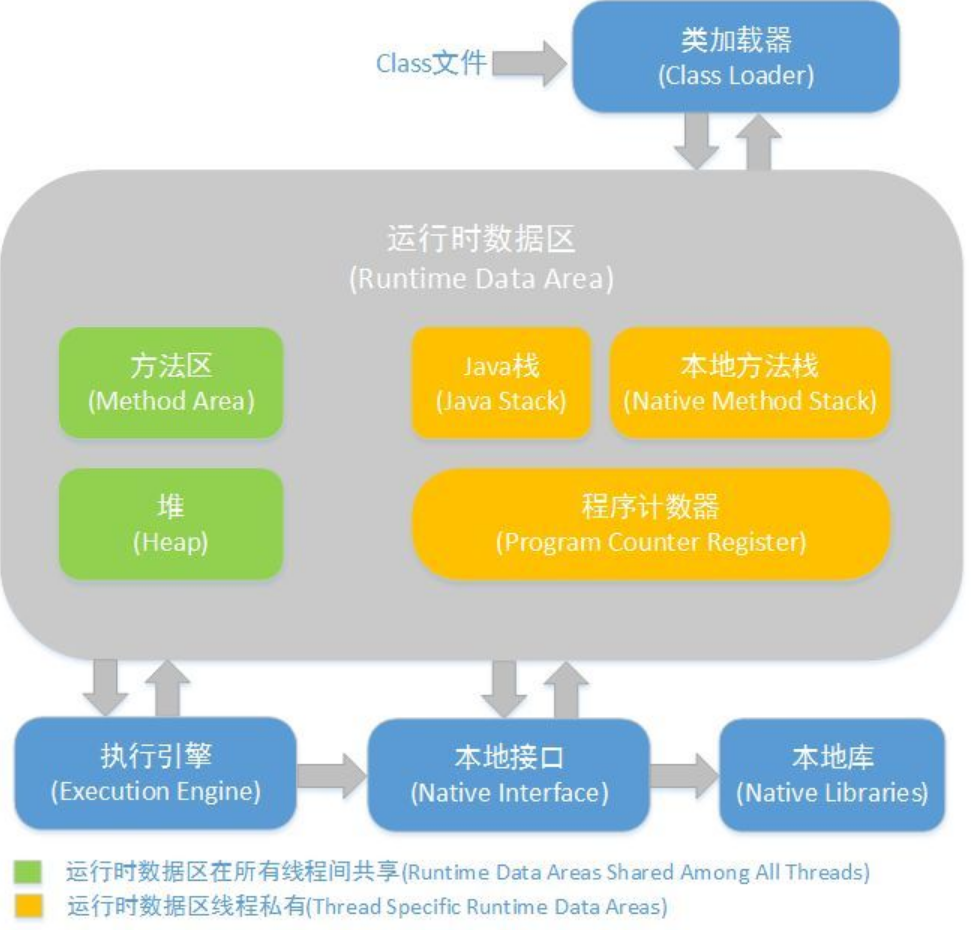 Class文件
类加载器
(Class Loader)
运行时数据区
(Runtime Data Area)
方法区
(Method Area)
Java栈
(Java Stack)
本地方法栈
(Native Method Stack)
堆
(Heap)
程序计数器
(Program Counter Register)
执行引擎
(Execution Engine)
本地接口
(Native Interface)
本地库
(Native Libraries)
运行时数据区在所有线程间共享(Runtime Data Areas Shared Among All Threads)
运行时数据区线程私有(Thread Specific Runtime Data Areas)